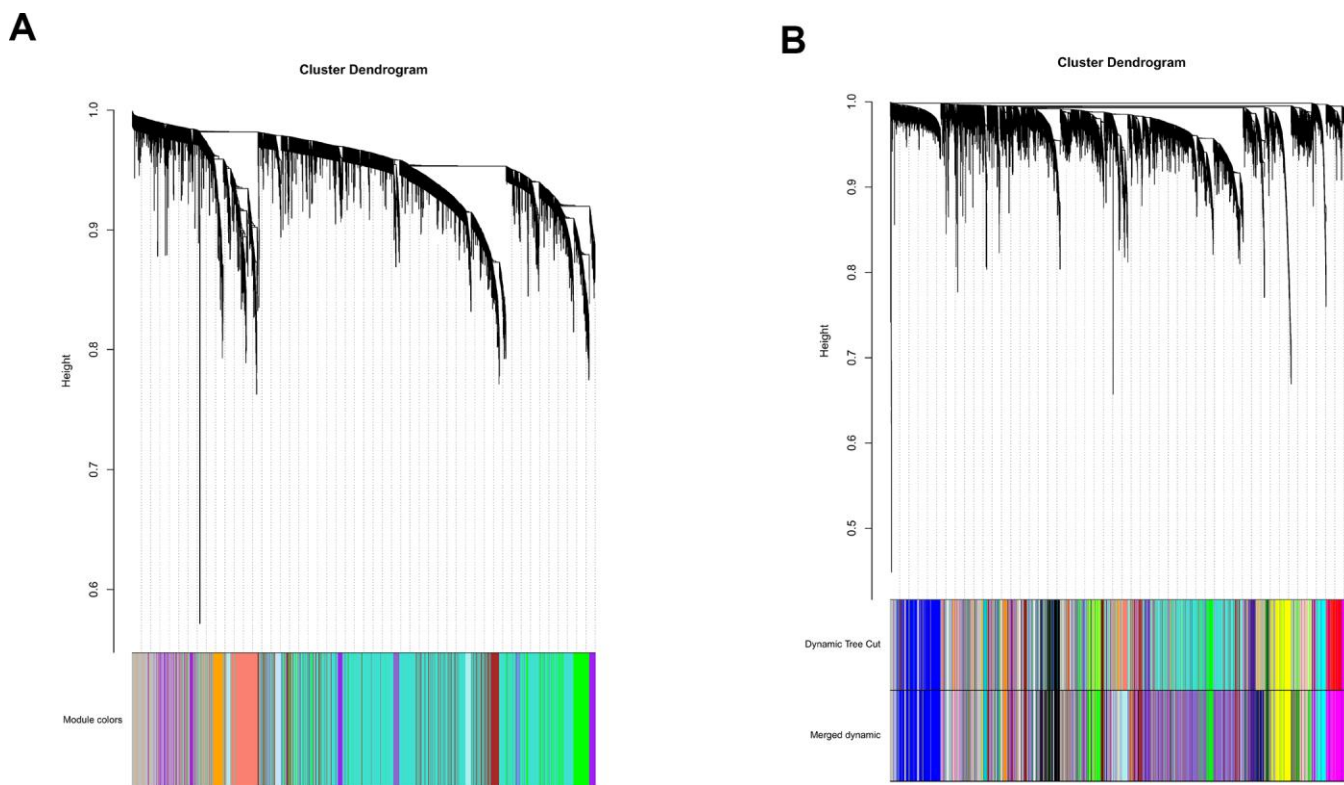 A
Cluster Dendrogram
Height
1.0
0.9
0.8
0.7
0.6
Module colors
B
Cluster Dendrogram
Height
1.0
0.9
0.8
0.7
0.6
0.5
Dynamic Tree Cut
Merged dynamic